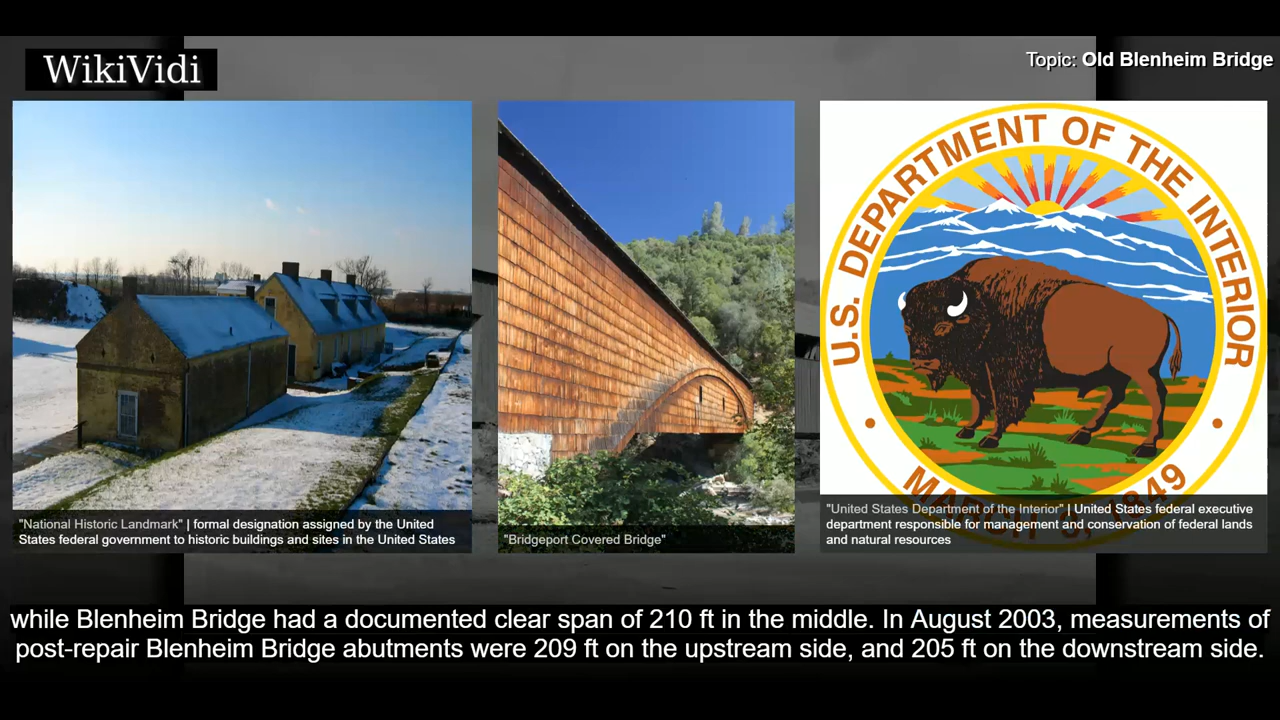 WikiVidi
Topic: Old Blenheim Bridge
U.S. DEPARTMENT OF THE INTERIOR
MARCH 3, 1849
"National Historic Landmark" | formal designation assigned by the United
States federal government to historic buildings and sites in the United States
"Bridgeport Covered Bridge"
"United States Department of the Interior" | United States federal executive
department responsible for management and conservation of federal lands
and natural resources
while Blenheim Bridge had a documented clear span of 210 ft in the middle. In August 2003, measurements of
post-repair Blenheim Bridge abutments were 209 ft on the upstream side, and 205 ft on the downstream side.